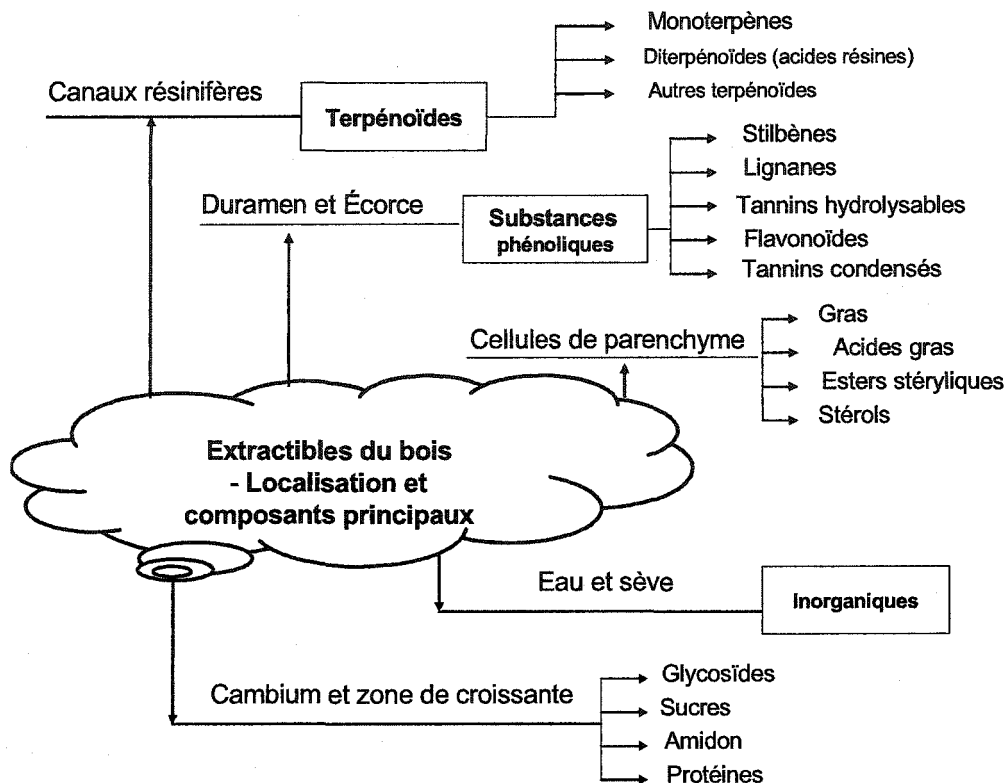 Monoterpènes
Diterpénoïdes (acides résines)
Autres terpénoïdes
Canaux résinifères
Terpénoïdes
Stilbènes
Lignanes
Tannins hydrolysables
Flavonoïdes
Tannins condensés
Duramen et Écorce
Substances
phénoliques
Cellules de parenchyme
Gras
Acides gras
Esters stéryliques
Stérols
Extractibles du bois
- Localisation et
composants principaux
Eau et sève
Inorganiques
Cambium et zone de croissante
Glycosïdes
Sucres
Amidon
Protéines